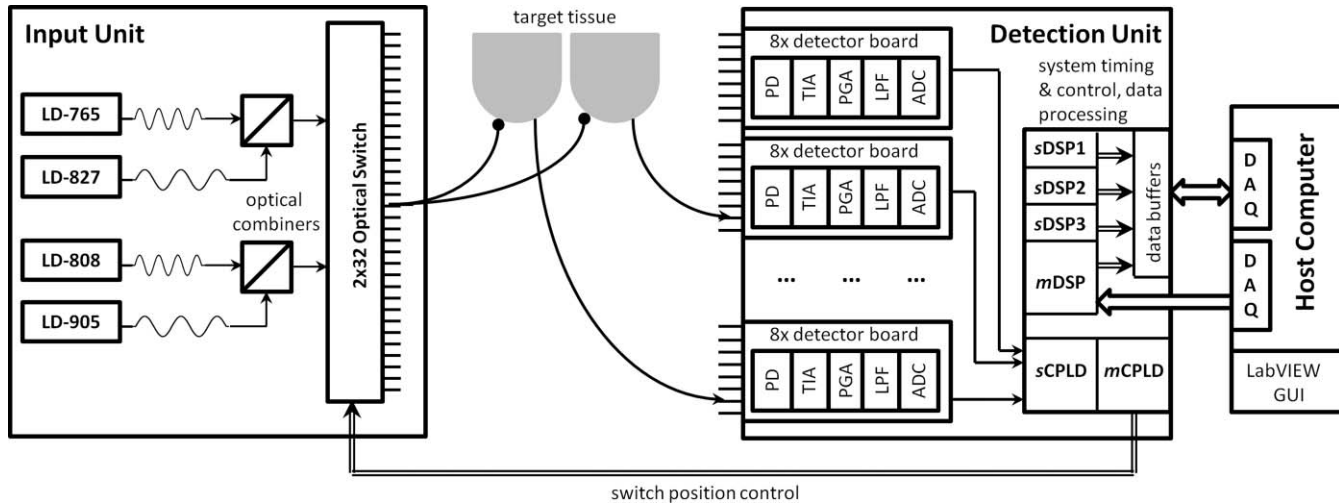 Input Unit
LD-765
LD-827
optical
combiners
LD-808
LD-905
2x32 Optical Switch
target tissue
Detection Unit
8x detector board
PD
TIA
PGA
LPF
ADC
8x detector board
PD
TIA
PGA
LPF
ADC
...
...
...
8x detector board
PD
TIA
PGA
LPF
ADC
system timing
& control, data
processing
sDSP1
sDSP2
sDSP3
mDSP
data buffers
sCPLD
mCPLD
DAQ
DAQ
Host Computer
LabVIEW
GUI
switch position control